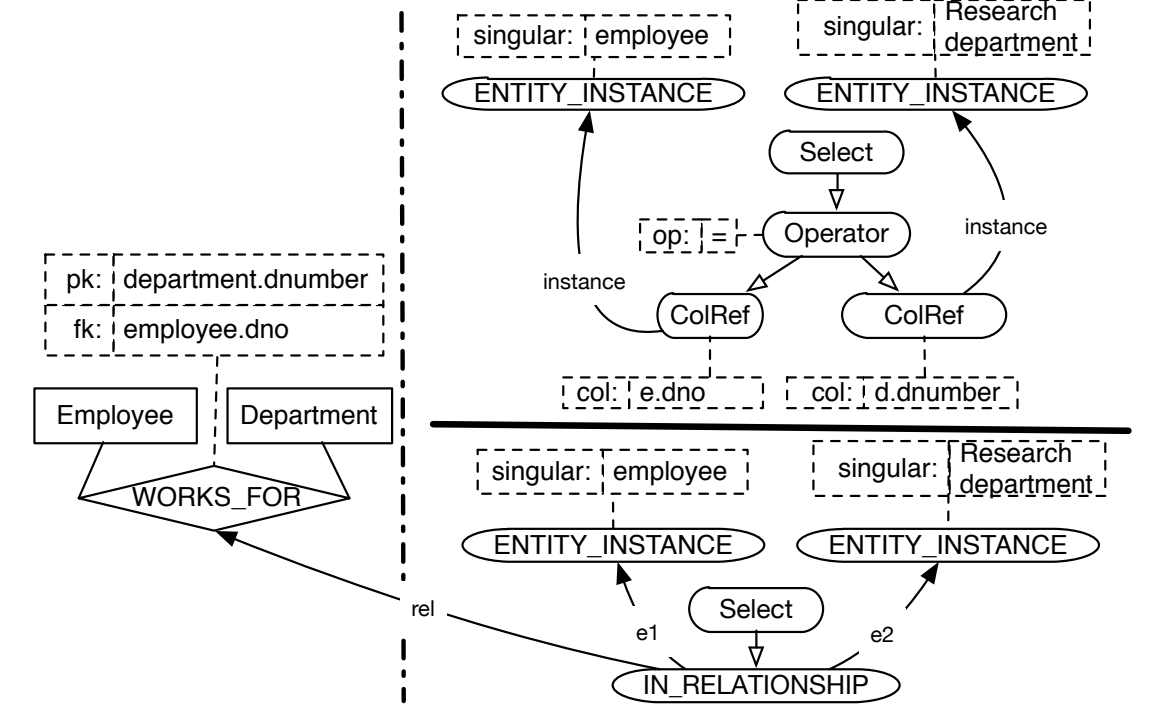 singular: employee
singular: Research
department
ENTITY_INSTANCE
ENTITY_INSTANCE
Select
op: =
Operator
instance
instance
ColRef
ColRef
col: e.dno
col: d.dnumber
pk: department.dnumber
fk: employee.dno
Employee
Department
WORKS_FOR
singular: employee
singular: Research
department
ENTITY_INSTANCE
ENTITY_INSTANCE
Select
rel
e1
e2
IN_RELATIONSHIP